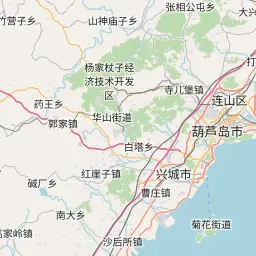 张相公屯乡
大兴
竹营子乡
山神庙子乡
打
杨家杖子经
济技术开发
区
寺儿堡镇
连山区
药王乡
华山街道
郭家镇
葫芦岛市
白塔乡
红崖子镇
兴城市
碱厂乡
曹庄镇
南大乡
菊花街道
家岭镇
沙后所镇